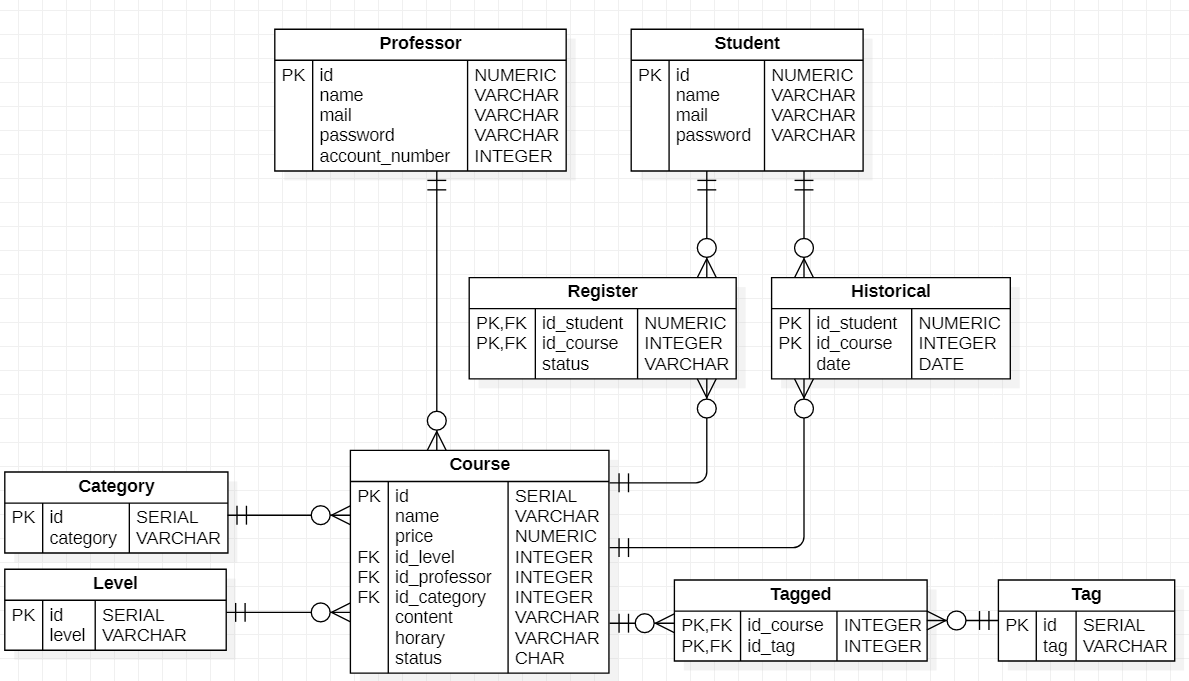 Professor
PK id NUMERIC
name VARCHAR
mail VARCHAR
password VARCHAR
account_number INTEGER
Student
PK id NUMERIC
name VARCHAR
mail VARCHAR
password VARCHAR
Register
PK,FK id_student NUMERIC
PK,FK id_course INTEGER
status VARCHAR
Historical
PK id_student NUMERIC
PK id_course INTEGER
date DATE
Course
PK id SERIAL
name VARCHAR
price NUMERIC
FK id_level INTEGER
FK id_professor INTEGER
FK id_category INTEGER
content VARCHAR
horary VARCHAR
status CHAR
Category
PK id SERIAL
category VARCHAR
Level
PK id SERIAL
level VARCHAR
Tagged
PK,FK id_course INTEGER
PK,FK id_tag INTEGER
Tag
PK id SERIAL
tag VARCHAR